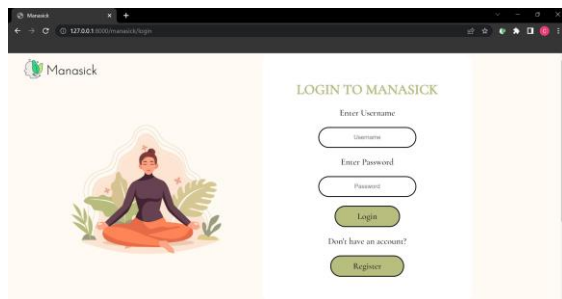 Manasick
127.0.0.1:8000/manasick/login
Manasick
LOGIN TO MANASICK
Enter Username
Username
Enter Password
Password
Login
Don't have an account?
Register